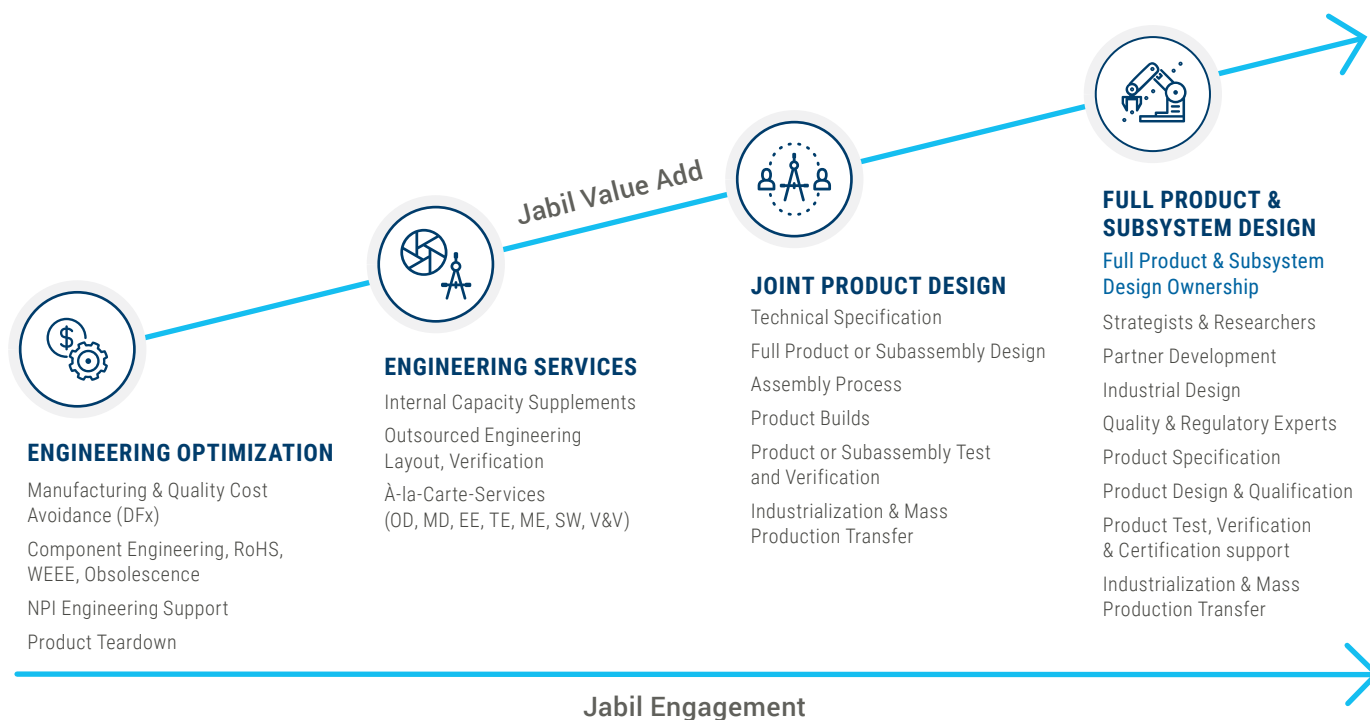 Jabil Value Add
ENGINEERING OPTIMIZATION
Manufacturing & Quality Cost
Avoidance (DFx)
Component Engineering, RoHS,
WEEE, Obsolescence
NPI Engineering Support
Product Teardown
ENGINEERING SERVICES
Internal Capacity Supplements
Outsourced Engineering
Layout, Verification
À-la-Carte-Services
(OD, MD, EE, TE, ME, SW, V&V)
JOINT PRODUCT DESIGN
Technical Specification
Full Product or Subassembly Design
Assembly Process
Product Builds
Product or Subassembly Test
and Verification
Industrialization & Mass
Production Transfer
FULL PRODUCT &
SUBSYSTEM DESIGN
Full Product & Subsystem
Design Ownership
Strategists & Researchers
Partner Development
Industrial Design
Quality & Regulatory Experts
Product Specification
Product Design & Qualification
Product Test, Verification
& Certification support
Industrialization & Mass
Production Transfer
Jabil Engagement
$